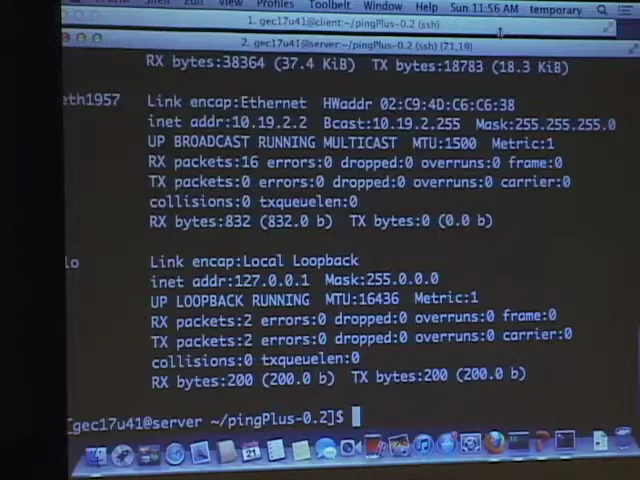 Shell Edit View Profiles Toolbelt Window Help Sun 11:56 AM temporary
1. gec17u41@client:~/pingPlus-0.2 (ssh)
2. gec17u41@server:~/pingPlus-0.2 (ssh) (71,19)
RX bytes:38364 (37.4 KiB) TX bytes:18783 (18.3 KiB)
eth1957 Link encap:Ethernet HWaddr 02:C9:4D:C6:C6:38
inet addr:10.19.2.2 Bcast:10.19.2.255 Mask:255.255.255.0
UP BROADCAST RUNNING MULTICAST MTU:1500 Metric:1
RX packets:16 errors:0 dropped:0 overruns:0 frame:0
TX packets:0 errors:0 dropped:0 overruns:0 carrier:0
collisions:0 txqueuelen:0
RX bytes:832 (832.0 b) TX bytes:0 (0.0 b)
lo Link encap:Local Loopback
inet addr:127.0.0.1 Mask:255.0.0.0
UP LOOPBACK RUNNING MTU:16436 Metric:1
RX packets:2 errors:0 dropped:0 overruns:0 frame:0
TX packets:2 errors:0 dropped:0 overruns:0 carrier:0
collisions:0 txqueuelen:0
RX bytes:200 (200.0 b) TX bytes:200 (200.0 b)
[gec17u41@server ~/pingPlus-0.2]$
21